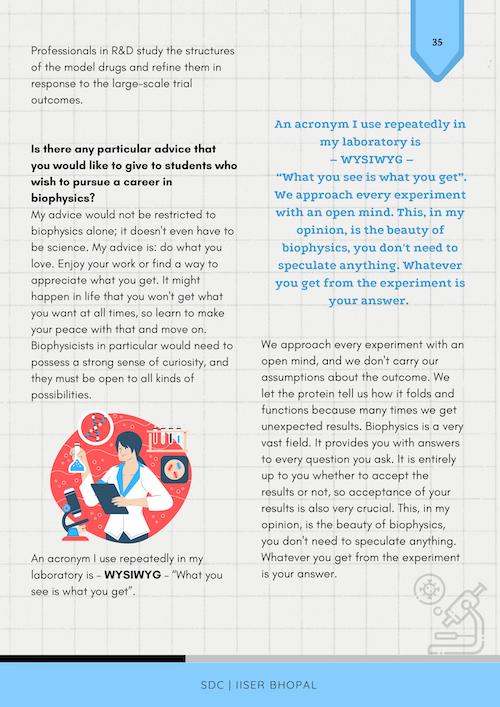 35
Professionals in R&D study the structures
of the model drugs and refine them in
response to the large-scale trial
outcomes.
Is there any particular advice that
you would like to give to students who
wish to pursue a career in
biophysics?
My advice would not be restricted to
biophysics alone; it doesn't even have to
be science. My advice is: do what you
love. Enjoy your work or find a way to
appreciate what you get. It might
happen in life that you won't get what
you want at all times, so learn to make
your peace with that and move on.
Biophysicists in particular would need to
possess a strong sense of curiosity, and
they must be open to all kinds of
possibilities.
An acronym I use repeatedly in my
laboratory is – WYSIWYG – "What you
see is what you get".
An acronym I use repeatedly in
my laboratory is
– WYSIWYG –
"What you see is what you get".
We approach every experiment
with an open mind. This, in my
opinion, is the beauty of
biophysics, you don't need to
speculate anything. Whatever
you get from the experiment is
your answer.
We approach every experiment with an
open mind, and we don't carry our
assumptions about the outcome. We
let the protein tell us how it folds and
functions because many times we get
unexpected results. Biophysics is a very
vast field. It provides you with answers
to every question you ask. It is entirely
up to you whether to accept the
results or not, so acceptance of your
results is also very crucial. This, in my
opinion, is the beauty of biophysics,
you don't need to speculate anything.
Whatever you get from the experiment
is your answer.
SDC | IISER BHOPAL